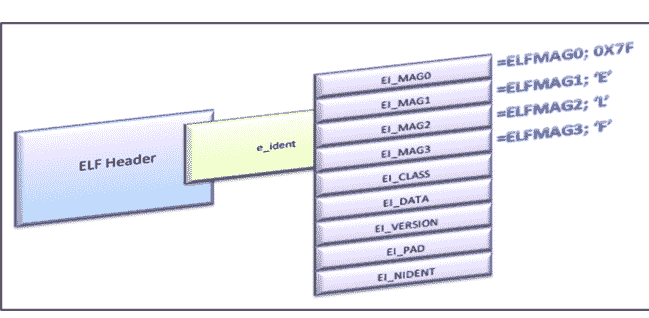 ELF Header
e_ident
EI_MAG0
=ELFMAG0; 0X7F
EI_MAG1
=ELFMAG1; ‘E’
EI_MAG2
=ELFMAG2; ‘L’
EI_MAG3
=ELFMAG3; ‘F’
EI_CLASS
EI_DATA
EI_VERSION
EI_PAD
EI_NIDENT